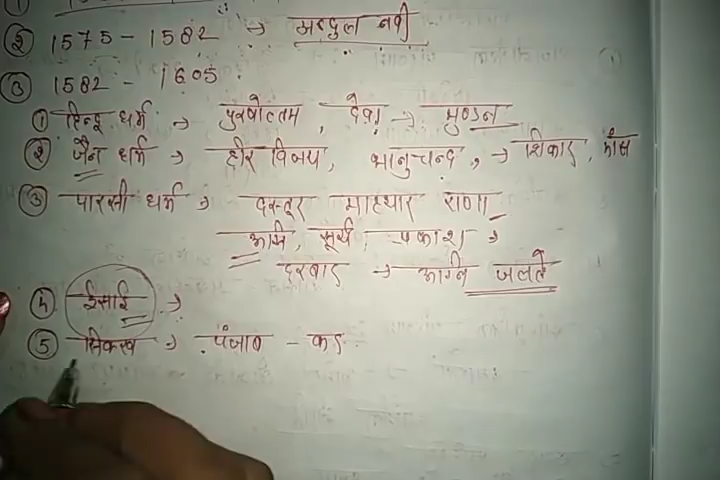 ② 1575 - 1582 → अब्दुल नबी
③ 1582 - 1605
① हिन्दू धर्म → पुरुषोत्तम, देवा → मुण्डन
② जैन धर्म → हीर विजय, भानुचन्द्र, → शिकार, मांस
③ पारसी धर्म → दस्तूर माहयार राणा
अग्नि, सूर्य, प्रकाश →
दरबार → अग्नि जलते
④ ईसाई →
⑤ सिक्ख → पंजाब - कर